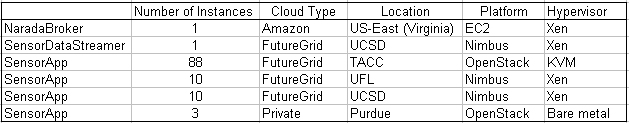 Number of Instances Cloud Type Location Platform Hypervisor
NaradaBroker 1 Amazon US-East (Virginia) EC2 Xen
SensorDataStreamer 1 FutureGrid UCSD Nimbus Xen
SensorApp 88 FutureGrid TACC OpenStack KVM
SensorApp 10 FutureGrid UFL Nimbus Xen
SensorApp 10 FutureGrid UCSD Nimbus Xen
SensorApp 3 Private Purdue OpenStack Bare metal